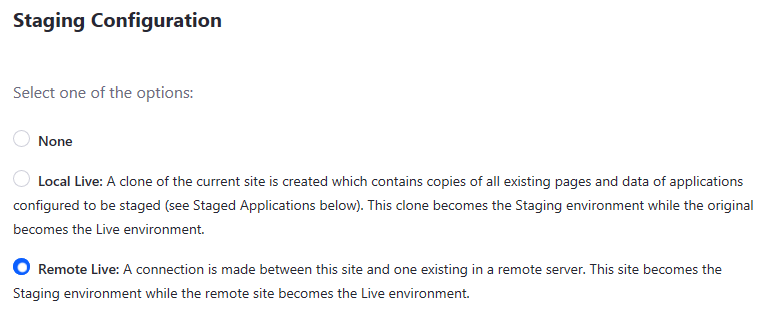 Staging Configuration
Select one of the options:
None
Local Live: A clone of the current site is created which contains copies of all existing pages and data of applications
configured to be staged (see Staged Applications below). This clone becomes the Staging environment while the original
becomes the Live environment.
Remote Live: A connection is made between this site and one existing in a remote server. This site becomes the
Staging environment while the remote site becomes the Live environment.